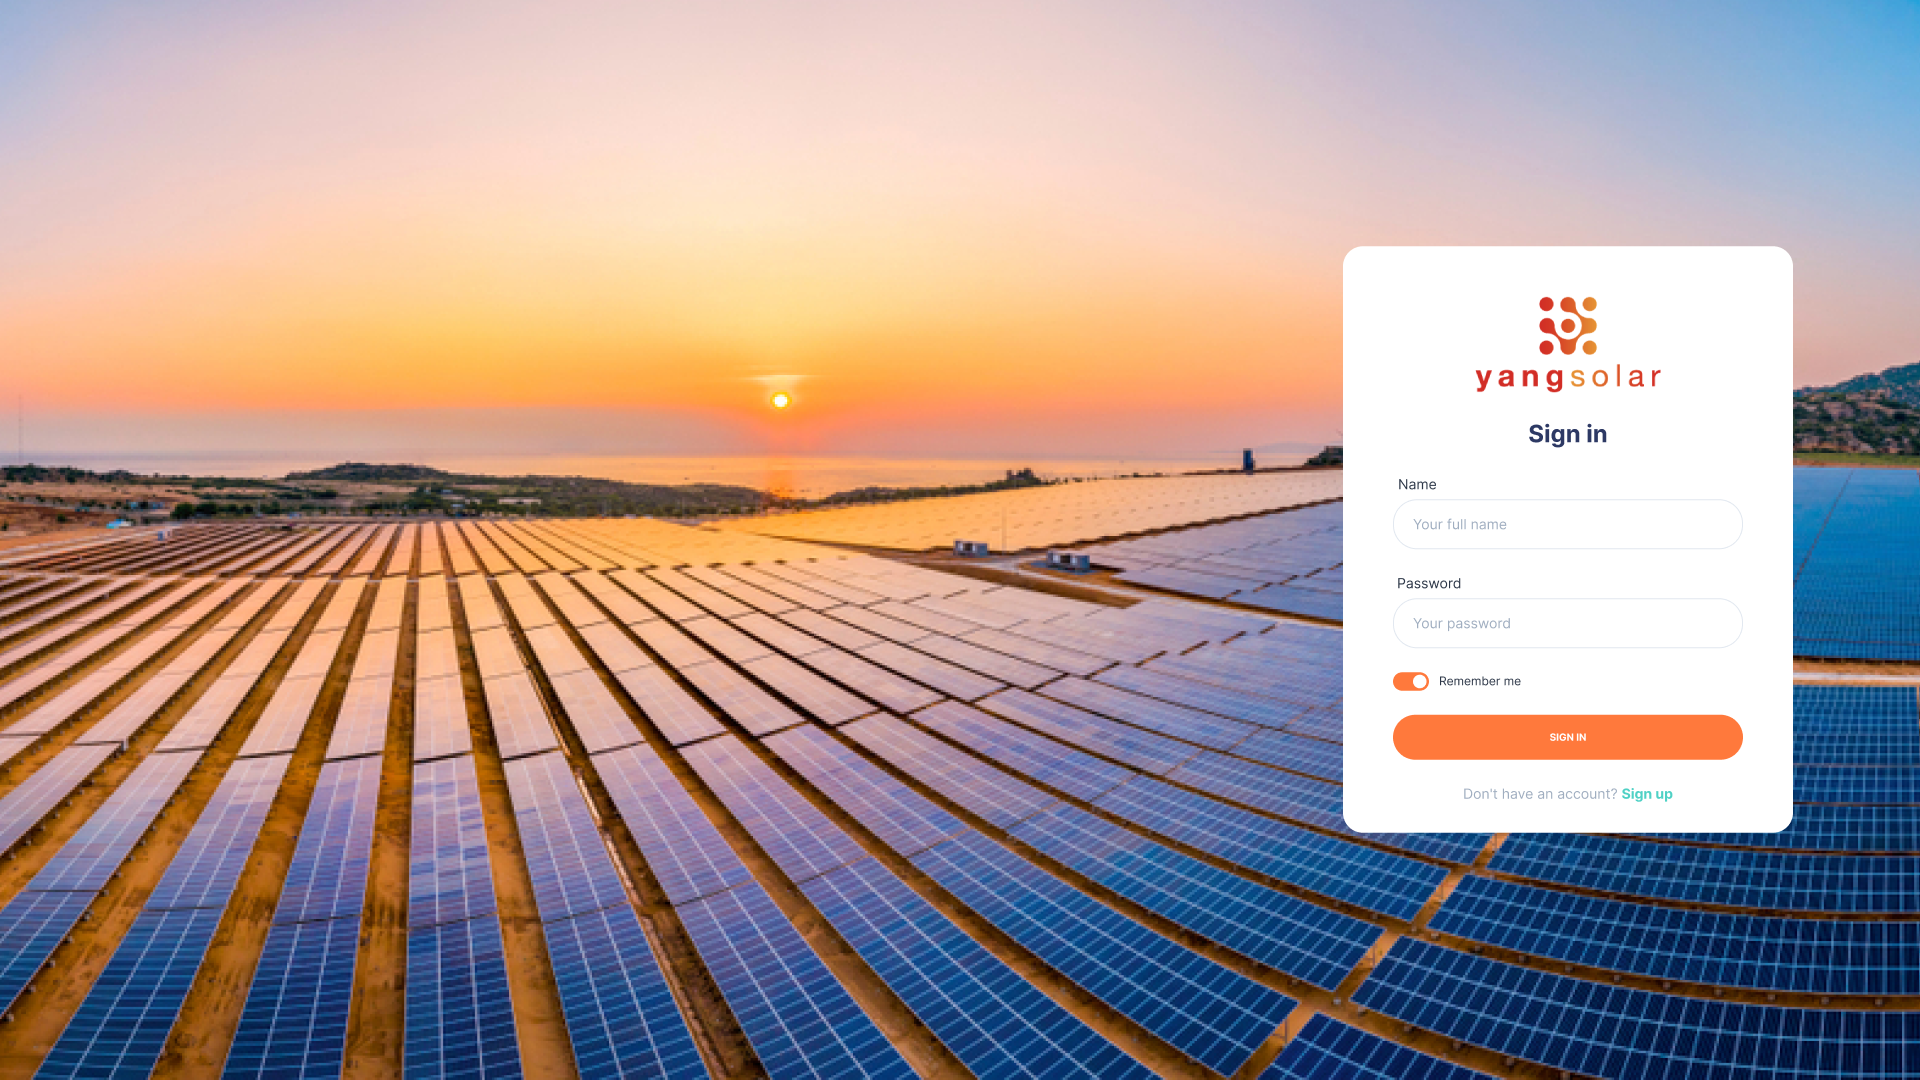 yangsolar
Sign in
Name
Your full name
Password
Your password
Remember me
SIGN IN
Don't have an account? Sign up